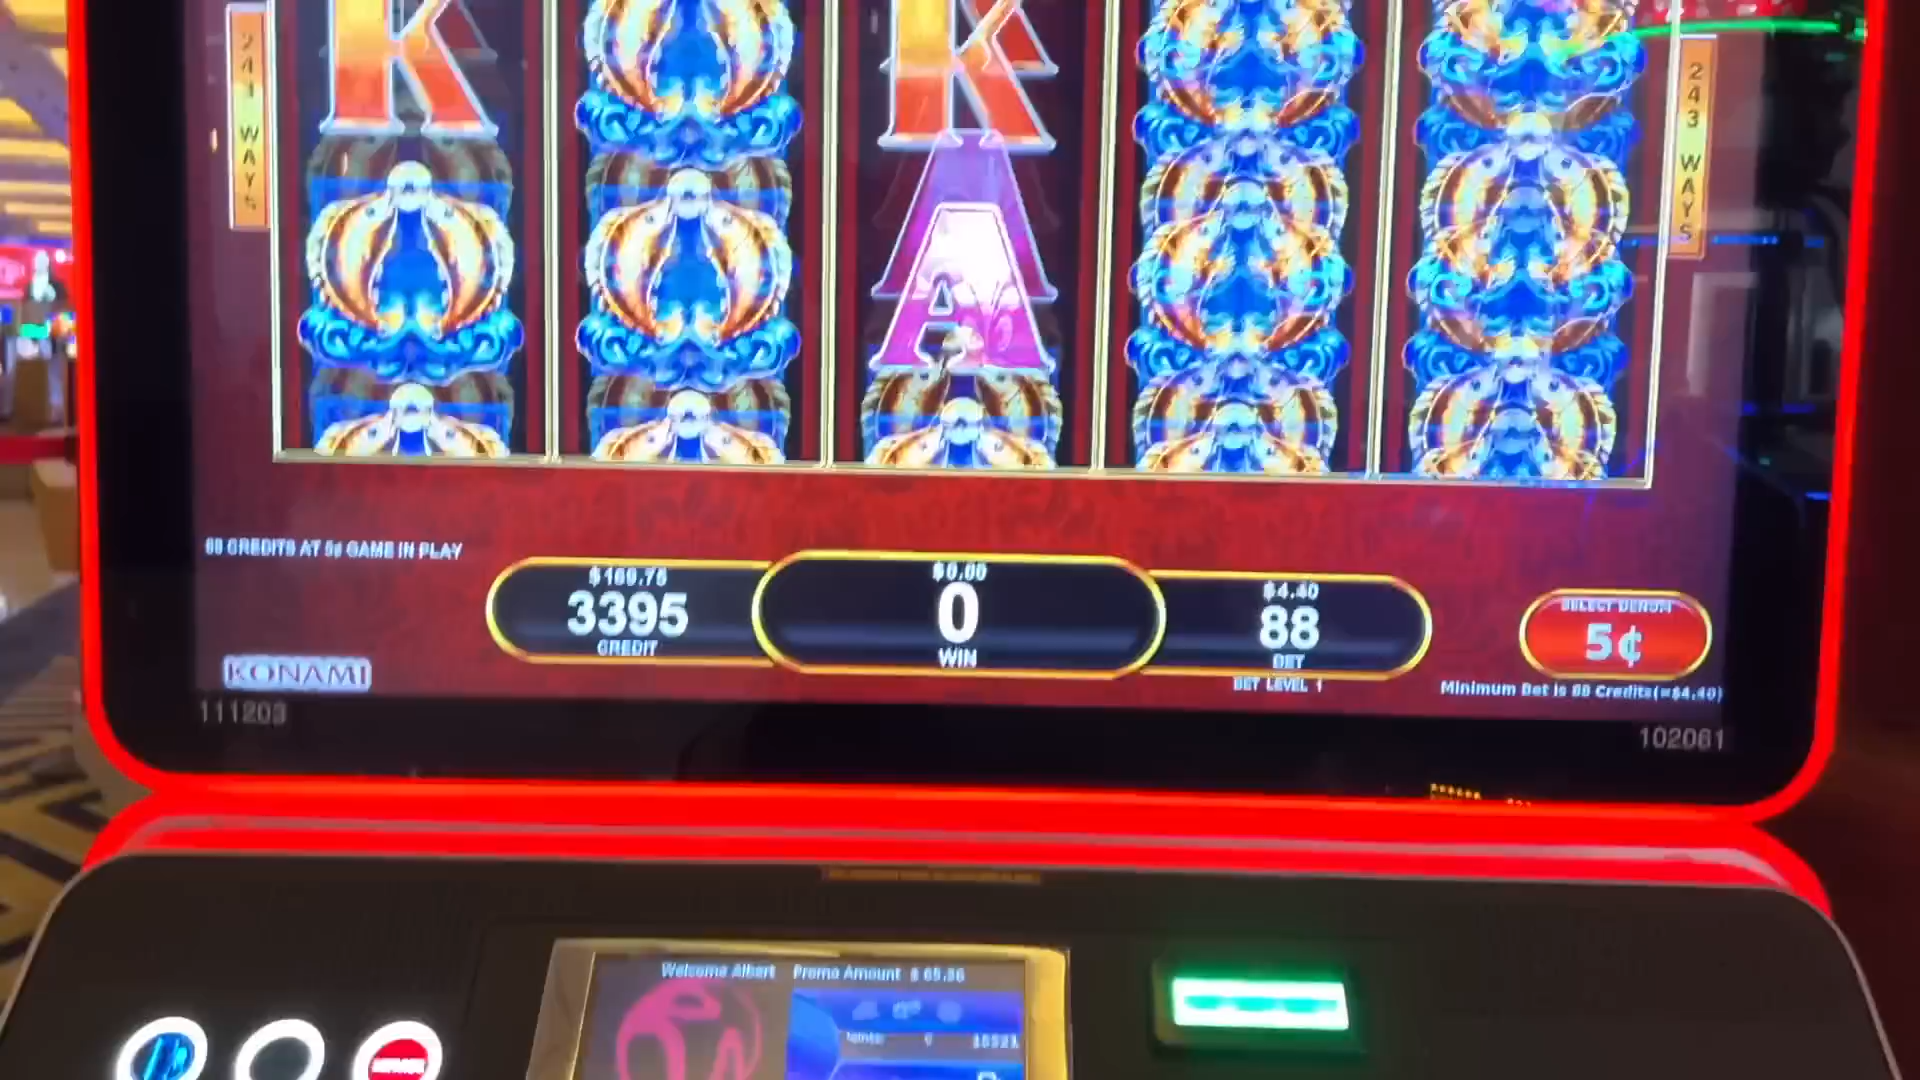 K
K
A
243 WAYS
243 WAYS
88 CREDITS AT 5¢ GAME IN PLAY
$169.75
3395
CREDIT
$0.00
0
WIN
$4.40
88
BET
BET LEVEL 1
SELECT DENOM
5¢
Minimum Bet is 88 Credits(=$4.40)
KONAMI
111203
102061
Welcome Albert Promo Amount $ 65.36